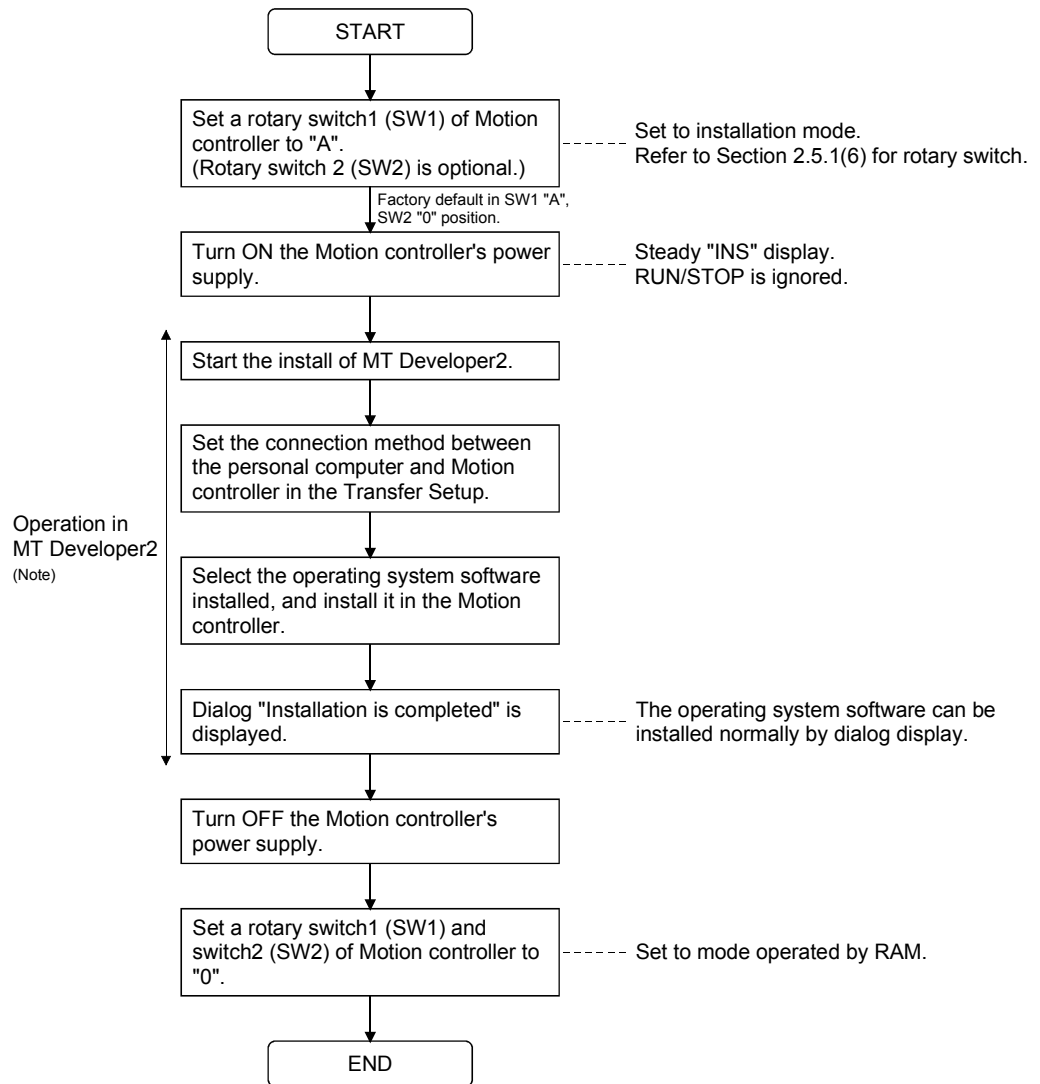 START
Set a rotary switch1 (SW1) of Motion
controller to "A".
(Rotary switch 2 (SW2) is optional.)
Set to installation mode.
Refer to Section 2.5.1(6) for rotary switch.
Factory default in SW1 "A",
SW2 "0" position.
Turn ON the Motion controller's power
supply.
Steady "INS" display.
RUN/STOP is ignored.
Start the install of MT Developer2.
Set the connection method between
the personal computer and Motion
controller in the Transfer Setup.
Operation in
MT Developer2
(Note)
Select the operating system software
installed, and install it in the Motion
controller.
Dialog "Installation is completed" is
displayed.
The operating system software can be
installed normally by dialog display.
Turn OFF the Motion controller's
power supply.
Set a rotary switch1 (SW1) and
switch2 (SW2) of Motion controller to
"0".
Set to mode operated by RAM.
END